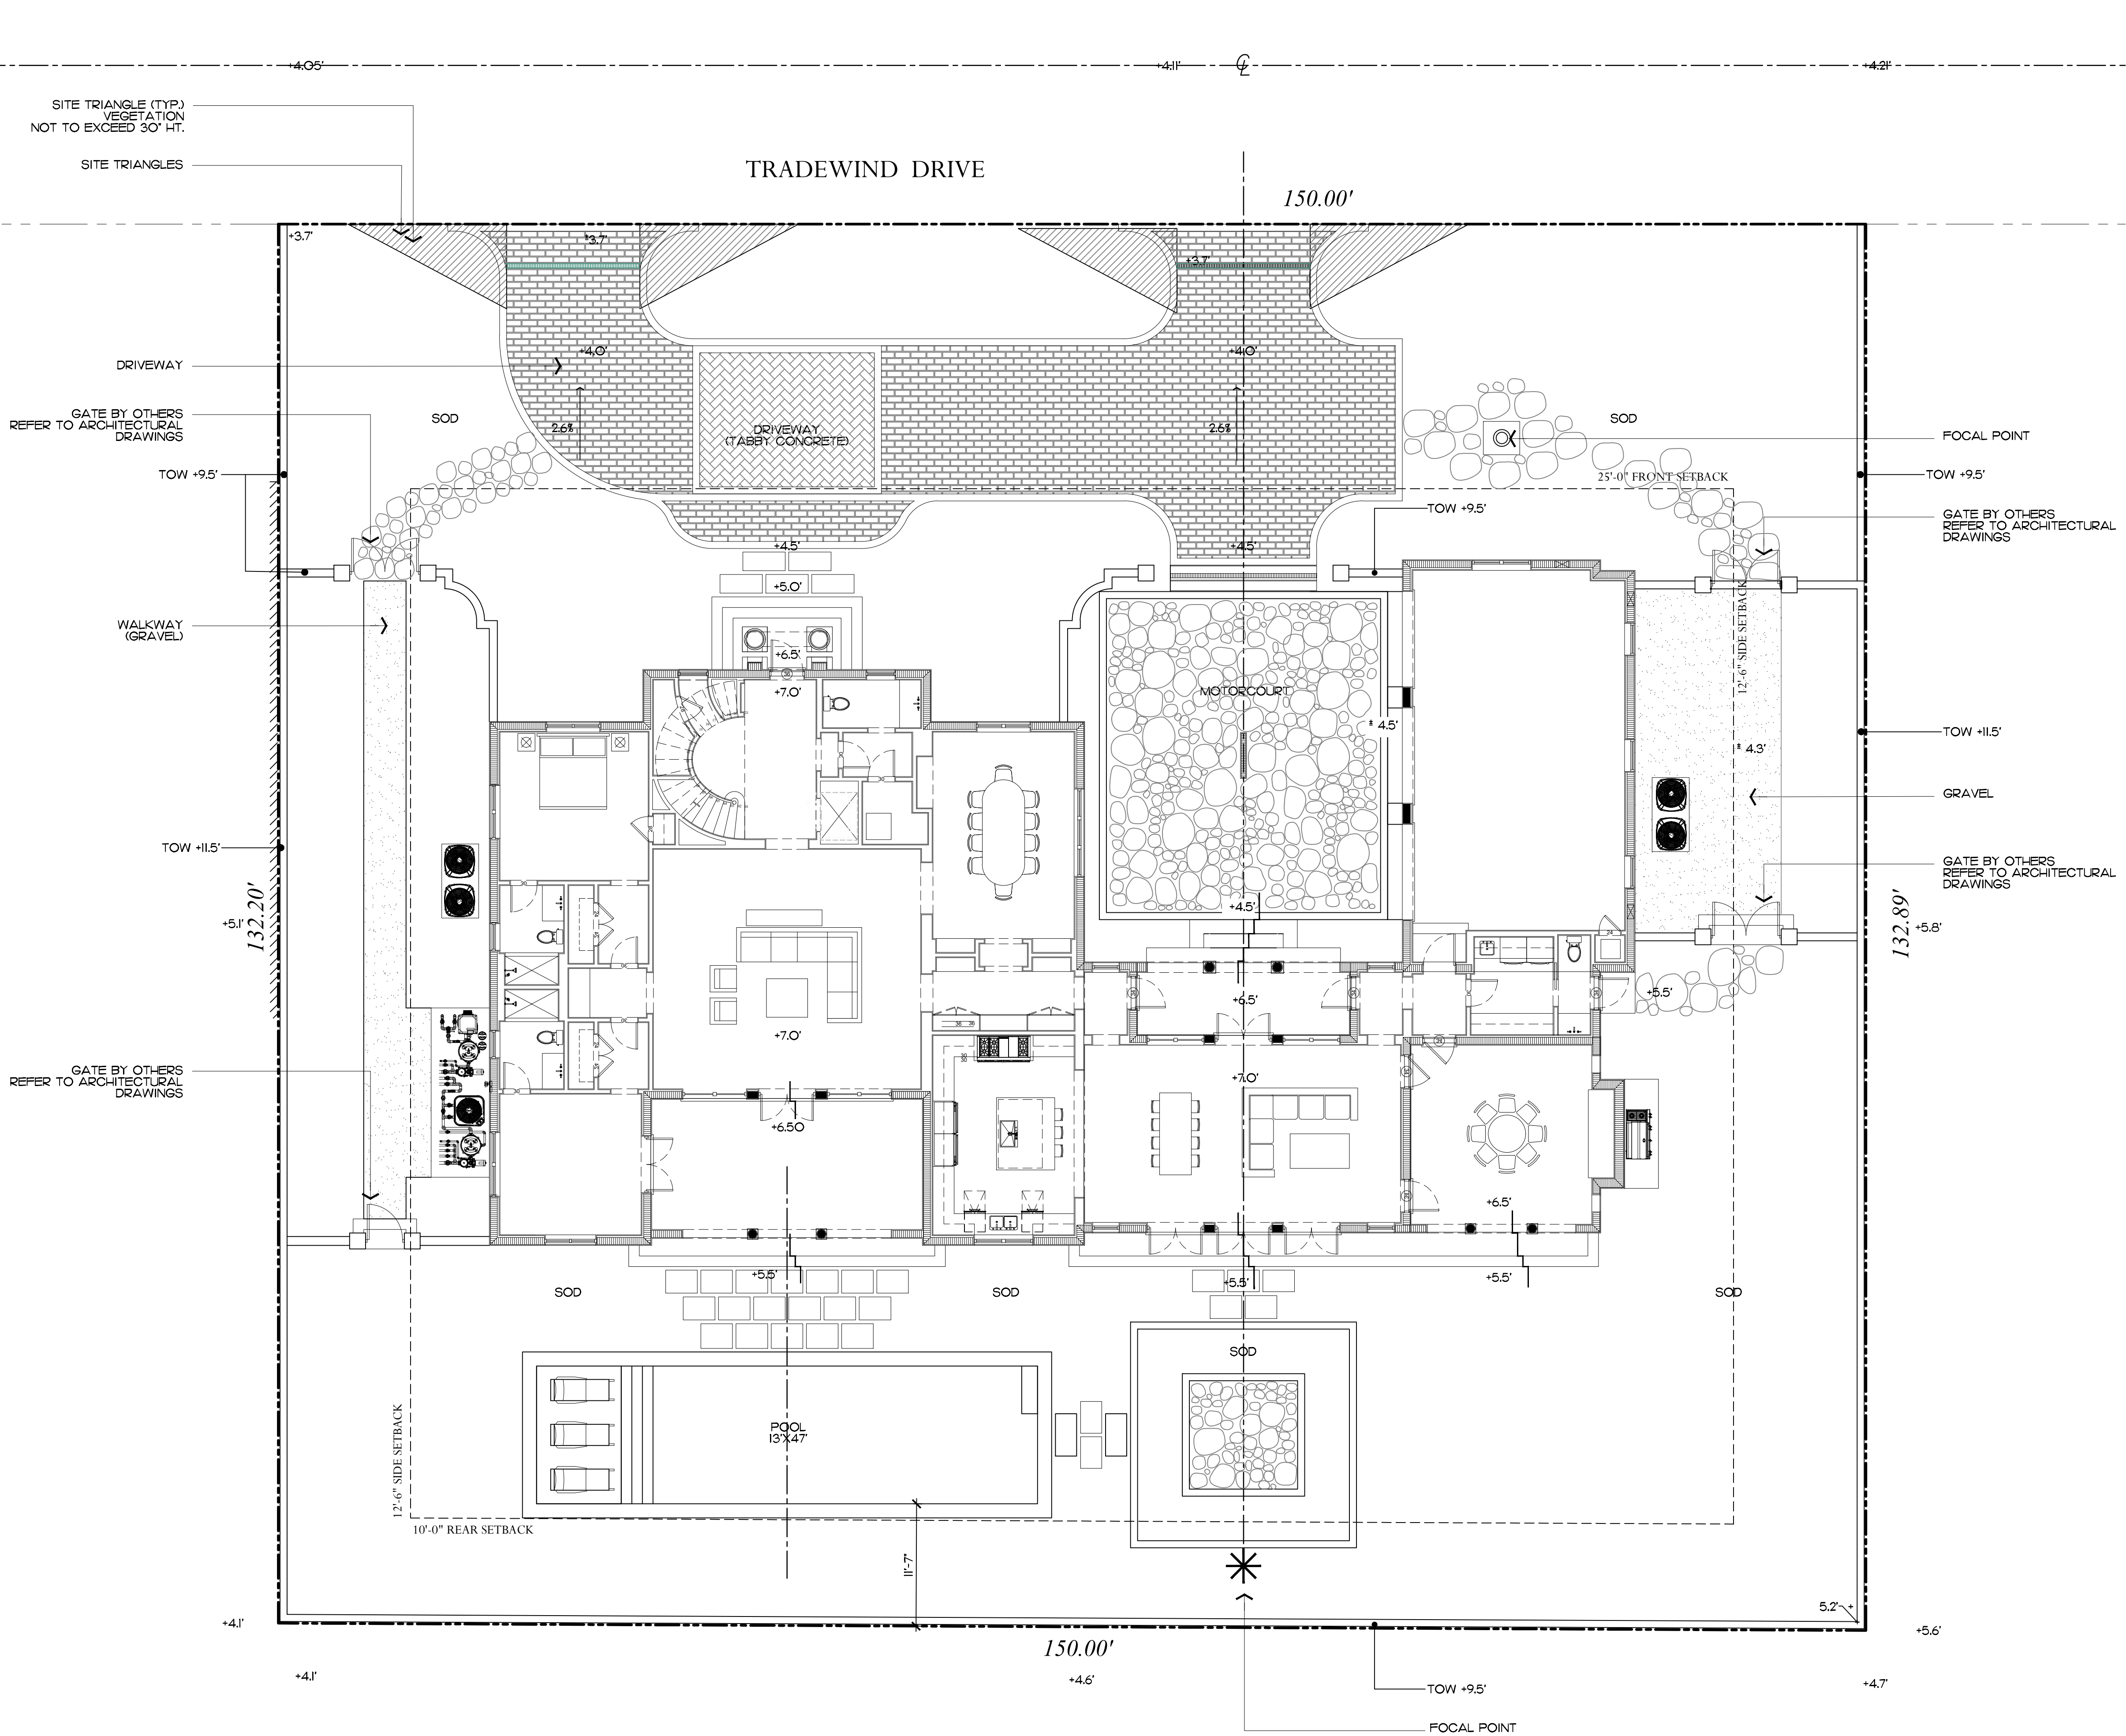 +4.05'
+4.11'
CL
+4.21'
SITE TRIANGLE (TYP.)
VEGETATION
NOT TO EXCEED 30" HT.
SITE TRIANGLES
TRADEWIND DRIVE
150.00'
+3.7'
+3.7'
+3.7'
+4.0'
+4.0'
DRIVEWAY
GATE BY OTHERS
REFER TO ARCHITECTURAL
DRAWINGS
SOD
2.6%
DRIVEWAY
(TABBY CONCRETE)
2.6%
SOD
FOCAL POINT
TOW +9.5'
25'-0" FRONT SETBACK
TOW +9.5'
TOW +9.5'
GATE BY OTHERS
REFER TO ARCHITECTURAL
DRAWINGS
+4.5'
+4.5'
+5.0'
WALKWAY
(GRAVEL)
12'-6" SIDE SETBACK
+6.5'
+7.0'
MOTORCOURT
± 4.5'
TOW +11.5'
± 4.3'
GRAVEL
TOW +11.5'
GATE BY OTHERS
REFER TO ARCHITECTURAL
DRAWINGS
+5.1'
132.20'
+4.5'
132.89'
+5.8'
24
+6.5'
+5.5'
36
36
+7.0'
30
30
+7.0'
GATE BY OTHERS
REFER TO ARCHITECTURAL
DRAWINGS
+6.50
+6.5'
+5.5'
+5.5'
+5.5'
SOD
SOD
SOD
SOD
POOL
13'X47'
12'-6" SIDE SETBACK
10'-0" REAR SETBACK
11'-7"
5.2'
+4.1'
+5.6'
150.00'
+4.1'
+4.6'
+4.7'
TOW +9.5'
FOCAL POINT